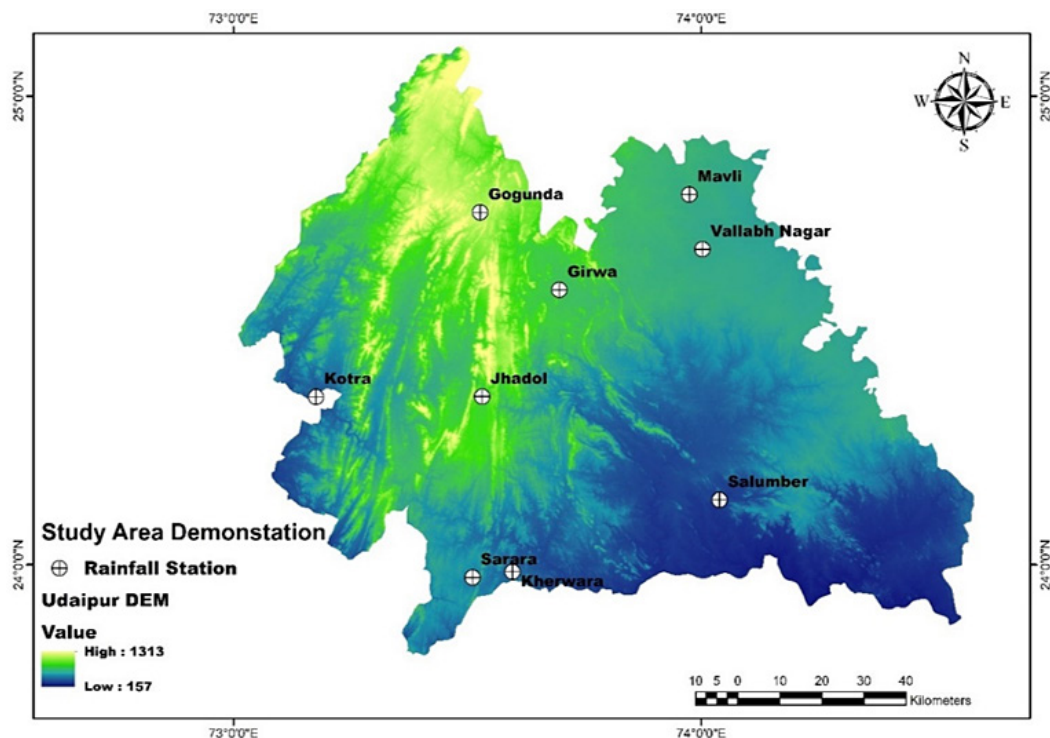 73°0'0"E 74°0'0"E
25°0'0"N 25°0'0"N
N
W E
S
Mavli
Gogunda
Vallabh Nagar
Girwa
Kotra
Jhadol
Salumber
Study Area Demonstation
Sarara
24°0'0"N 24°0'0"N
Rainfall Station
Kherwara
Udaipur DEM
Value
High : 1313
Low : 157
10 5 0 10 20 30 40
Kilometers
73°0'0"E 74°0'0"E